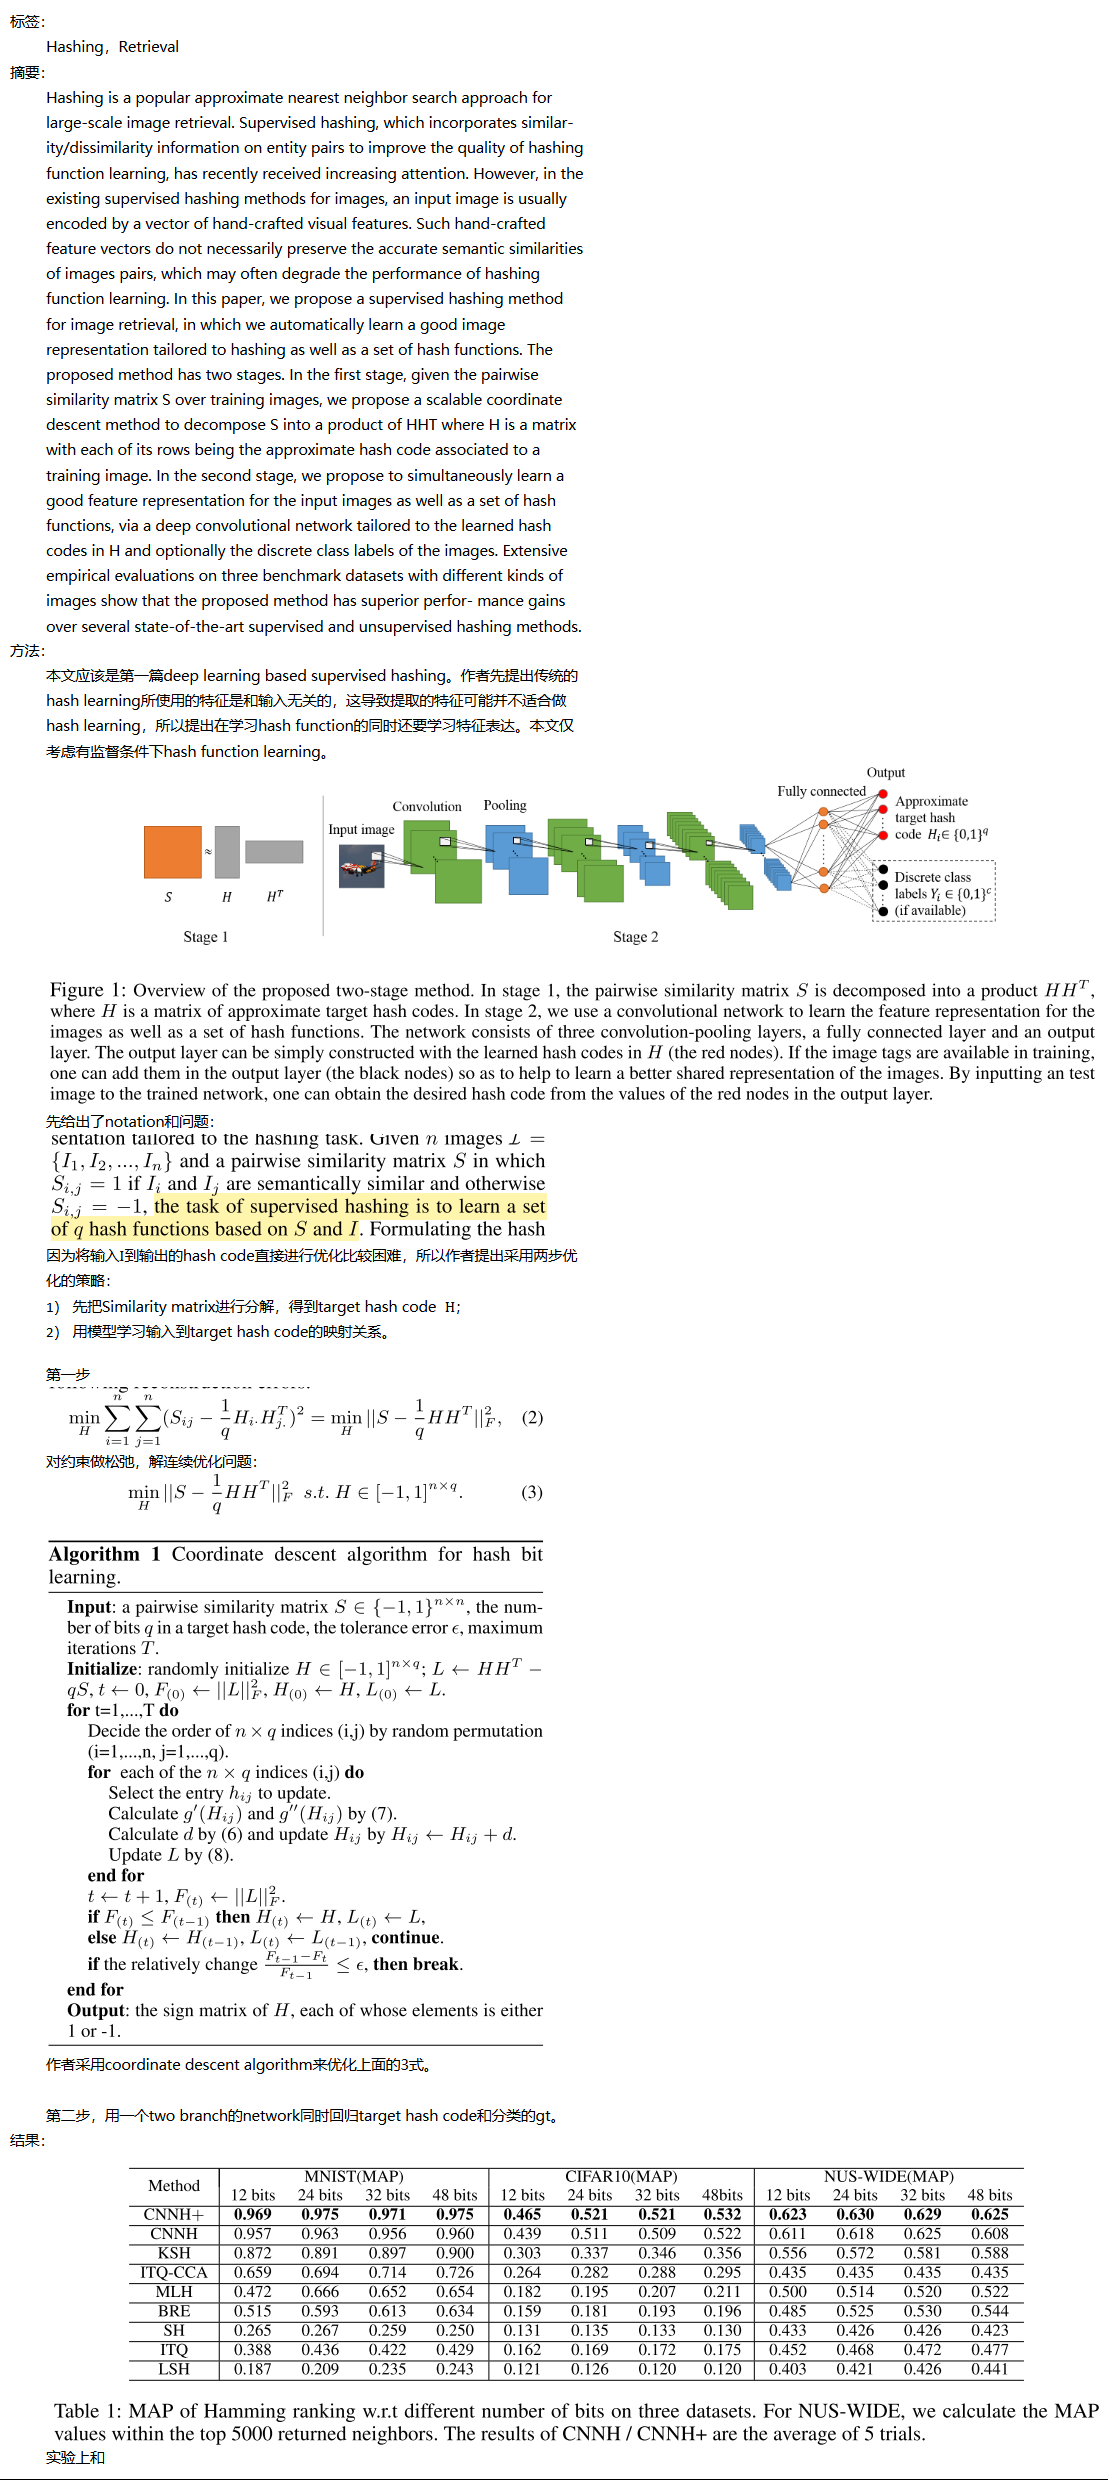 标签：
Hashing，Retrieval
摘要：
Hashing is a popular approximate nearest neighbor search approach for
large-scale image retrieval. Supervised hashing, which incorporates similar-
ity/dissimilarity information on entity pairs to improve the quality of hashing
function learning, has recently received increasing attention. However, in the
existing supervised hashing methods for images, an input image is usually
encoded by a vector of hand-crafted visual features. Such hand-crafted
feature vectors do not necessarily preserve the accurate semantic similarities
of images pairs, which may often degrade the performance of hashing
function learning. In this paper, we propose a supervised hashing method
for image retrieval, in which we automatically learn a good image
representation tailored to hashing as well as a set of hash functions. The
proposed method has two stages. In the first stage, given the pairwise
similarity matrix S over training images, we propose a scalable coordinate
descent method to decompose S into a product of HHT where H is a matrix
with each of its rows being the approximate hash code associated to a
training image. In the second stage, we propose to simultaneously learn a
good feature representation for the input images as well as a set of hash
functions, via a deep convolutional network tailored to the learned hash
codes in H and optionally the discrete class labels of the images. Extensive
empirical evaluations on three benchmark datasets with different kinds of
images show that the proposed method has superior perfor- mance gains
over several state-of-the-art supervised and unsupervised hashing methods.
方法：
本文应该是第一篇deep learning based supervised hashing。作者先提出传统的
hash learning所使用的特征是和输入无关的，这导致提取的特征可能并不适合做
hash learning，所以提出在学习hash function的同时还要学习特征表达。本文仅
考虑有监督条件下hash function learning。
S ≈ H H^T
Stage 1
Input image
Convolution
Pooling
Fully connected
Output
Approximate
target hash
code H_i∈{0,1}^q
Discrete class
labels Y_i ∈ {0,1}^c
(if available)
Stage 2
Figure 1: Overview of the proposed two-stage method. In stage 1, the pairwise similarity matrix S is decomposed into a product HH^T,
where H is a matrix of approximate target hash codes. In stage 2, we use a convolutional network to learn the feature representation for the
images as well as a set of hash functions. The network consists of three convolution-pooling layers, a fully connected layer and an output
layer. The output layer can be simply constructed with the learned hash codes in H (the red nodes). If the image tags are available in training,
one can add them in the output layer (the black nodes) so as to help to learn a better shared representation of the images. By inputting an test
image to the trained network, one can obtain the desired hash code from the values of the red nodes in the output layer.
先给出了notation和问题：
sentation tailored to the hashing task. Given n images I =
{I_1, I_2, ..., I_n} and a pairwise similarity matrix S in which
S_{i,j} = 1 if I_i and I_j are semantically similar and otherwise
S_{i,j} = −1, the task of supervised hashing is to learn a set
of q hash functions based on S and I. Formulating the hash
因为将输入I到输出的hash code直接进行优化比较困难，所以作者提出采用两步优
化的策略：
1） 先把Similarity matrix进行分解，得到target hash code H；
2） 用模型学习输入到target hash code的映射关系。
第一步
following reconstruction errors:
min_H ∑_{i=1}^n ∑_{j=1}^n (S_{ij} − 1/q H_{i·}H_{j·}^T)^2 = min_H ||S − 1/q HH^T||_F^2, (2)
对约束做松弛，解连续优化问题：
min_H ||S − 1/q HH^T||_F^2 s.t. H ∈ [−1, 1]^{n×q}. (3)
Algorithm 1 Coordinate descent algorithm for hash bit
learning.
Input: a pairwise similarity matrix S ∈ {−1, 1}^{n×n}, the num-
ber of bits q in a target hash code, the tolerance error ϵ, maximum
iterations T.
Initialize: randomly initialize H ∈ [−1, 1]^{n×q}; L ← HH^T −
qS, t ← 0, F_(0) ← ||L||_F^2, H_(0) ← H, L_(0) ← L.
for t=1,...,T do
Decide the order of n × q indices (i,j) by random permutation
(i=1,...,n, j=1,...,q).
for each of the n × q indices (i,j) do
Select the entry h_{ij} to update.
Calculate g′(H_{ij}) and g″(H_{ij}) by (7).
Calculate d by (6) and update H_{ij} by H_{ij} ← H_{ij} + d.
Update L by (8).
end for
t ← t + 1, F_(t) ← ||L||_F^2.
if F_(t) ≤ F_(t−1) then H_(t) ← H, L_(t) ← L,
else H_(t) ← H_(t−1), L_(t) ← L_(t−1), continue.
if the relatively change (F_{t−1}−F_t)/F_{t−1} ≤ ϵ, then break.
end for
Output: the sign matrix of H, each of whose elements is either
1 or -1.
作者采用coordinate descent algorithm来优化上面的3式。
第二步，用一个two branch的network同时回归target hash code和分类的gt。
结果：
Method MNIST(MAP) CIFAR10(MAP) NUS-WIDE(MAP)
12 bits 24 bits 32 bits 48 bits 12 bits 24 bits 32 bits 48bits 12 bits 24 bits 32 bits 48 bits
CNNH+ 0.969 0.975 0.971 0.975 0.465 0.521 0.521 0.532 0.623 0.630 0.629 0.625
CNNH 0.957 0.963 0.956 0.960 0.439 0.511 0.509 0.522 0.611 0.618 0.625 0.608
KSH 0.872 0.891 0.897 0.900 0.303 0.337 0.346 0.356 0.556 0.572 0.581 0.588
ITQ-CCA 0.659 0.694 0.714 0.726 0.264 0.282 0.288 0.295 0.435 0.435 0.435 0.435
MLH 0.472 0.666 0.652 0.654 0.182 0.195 0.207 0.211 0.500 0.514 0.520 0.522
BRE 0.515 0.593 0.613 0.634 0.159 0.181 0.193 0.196 0.485 0.525 0.530 0.544
SH 0.265 0.267 0.259 0.250 0.131 0.135 0.133 0.130 0.433 0.426 0.426 0.423
ITQ 0.388 0.436 0.422 0.429 0.162 0.169 0.172 0.175 0.452 0.468 0.472 0.477
LSH 0.187 0.209 0.235 0.243 0.121 0.126 0.120 0.120 0.403 0.421 0.426 0.441
Table 1: MAP of Hamming ranking w.r.t different number of bits on three datasets. For NUS-WIDE, we calculate the MAP
values within the top 5000 returned neighbors. The results of CNNH / CNNH+ are the average of 5 trials.
实验上和